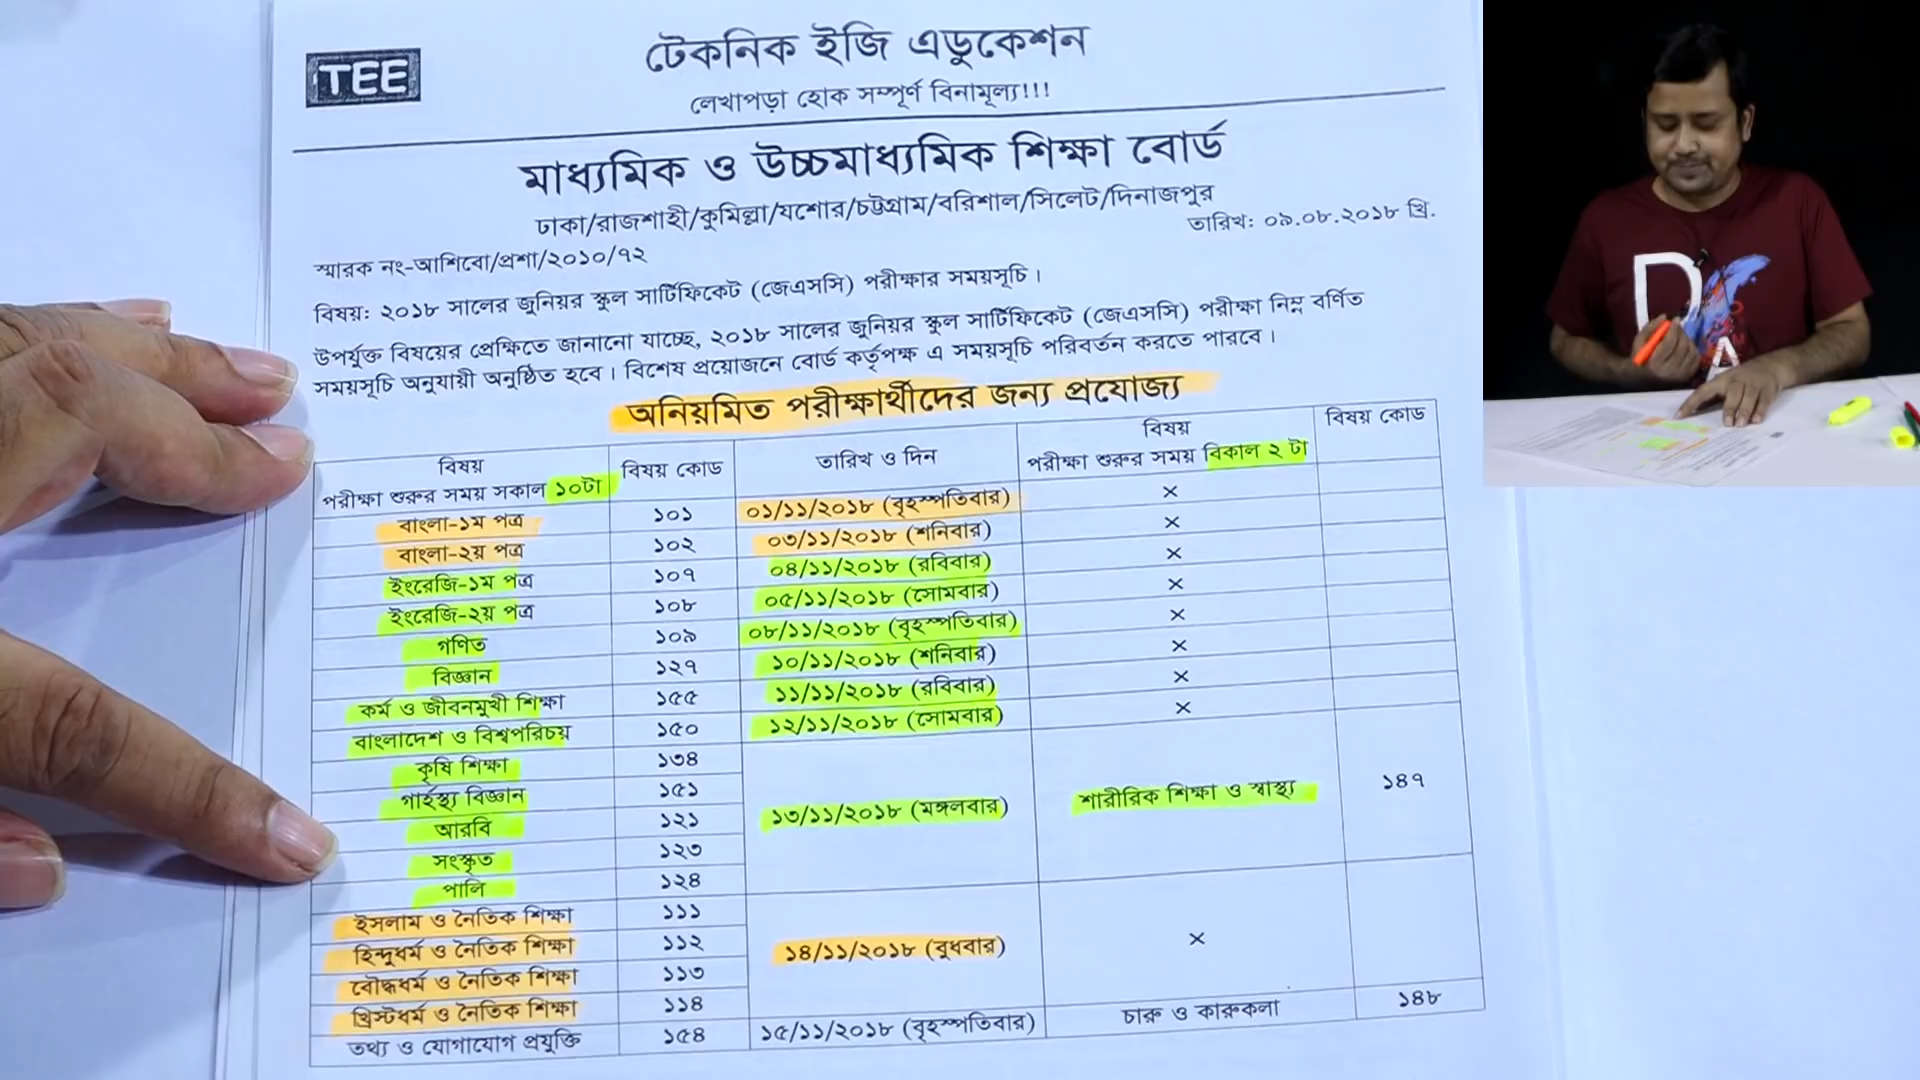 TEE
টেকনিক ইজি এডুকেশন
লেখাপড়া হোক সম্পূর্ণ বিনামূল্য!!!
মাধ্যমিক ও উচ্চমাধ্যমিক শিক্ষা বোর্ড
ঢাকা/রাজশাহী/কুমিল্লা/যশোর/চট্টগ্রাম/বরিশাল/সিলেট/দিনাজপুর
তারিখ: ০৯.০৮.২০১৮ খ্রি.
স্মারক নং-আশিবো/প্রশা/২০১০/৭২
বিষয়: ২০১৮ সালের জুনিয়র স্কুল সার্টিফিকেট (জেএসসি) পরীক্ষার সময়সূচি।
উপর্যুক্ত বিষয়ের প্রেক্ষিতে জানানো যাচ্ছে, ২০১৮ সালের জুনিয়র স্কুল সার্টিফিকেট (জেএসসি) পরীক্ষা নিম্ন বর্ণিত
সময়সূচি অনুযায়ী অনুষ্ঠিত হবে। বিশেষ প্রয়োজনে বোর্ড কর্তৃপক্ষ এ সময়সূচি পরিবর্তন করতে পারবে।
অনিয়মিত পরীক্ষার্থীদের জন্য প্রযোজ্য
বিষয় বিষয় কোড তারিখ ও দিন বিষয় বিষয় কোড
পরীক্ষা শুরুর সময় সকাল ১০টা পরীক্ষা শুরুর সময় বিকাল ২ টা
বাংলা-১ম পত্র ১০১ ০১/১১/২০১৮ (বৃহস্পতিবার) ×
বাংলা-২য় পত্র ১০২ ০৩/১১/২০১৮ (শনিবার) ×
ইংরেজি-১ম পত্র ১০৭ ০৪/১১/২০১৮ (রবিবার) ×
ইংরেজি-২য় পত্র ১০৮ ০৫/১১/২০১৮ (সোমবার) ×
গণিত ১০৯ ০৮/১১/২০১৮ (বৃহস্পতিবার) ×
বিজ্ঞান ১২৭ ১০/১১/২০১৮ (শনিবার) ×
কর্ম ও জীবনমুখী শিক্ষা ১৫৫ ১১/১১/২০১৮ (রবিবার) ×
বাংলাদেশ ও বিশ্বপরিচয় ১৫০ ১২/১১/২০১৮ (সোমবার) ×
কৃষি শিক্ষা ১৩৪
গার্হস্থ্য বিজ্ঞান ১৫১
আরবি ১২১ ১৩/১১/২০১৮ (মঙ্গলবার) শারীরিক শিক্ষা ও স্বাস্থ্য ১৪৭
সংস্কৃত ১২৩
পালি ১২৪
ইসলাম ও নৈতিক শিক্ষা ১১১
হিন্দুধর্ম ও নৈতিক শিক্ষা ১১২ ১৪/১১/২০১৮ (বুধবার) ×
বৌদ্ধধর্ম ও নৈতিক শিক্ষা ১১৩
খ্রিস্টধর্ম ও নৈতিক শিক্ষা ১১৪
তথ্য ও যোগাযোগ প্রযুক্তি ১৫৪ ১৫/১১/২০১৮ (বৃহস্পতিবার) চারু ও কারুকলা ১৪৮